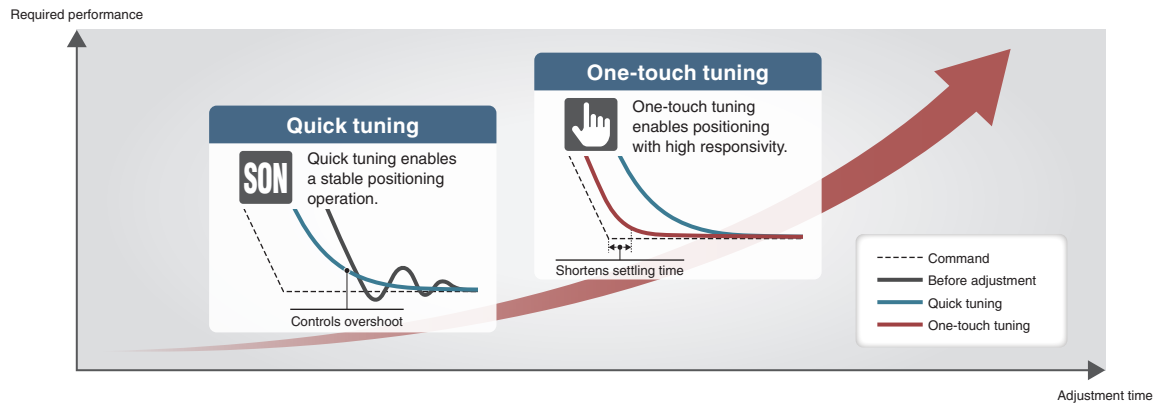 Required performance
One-touch tuning
One-touch tuning
enables positioning
with high responsivity.
Shortens settling time
Quick tuning
SON
Quick tuning enables
a stable positioning
operation.
Controls overshoot
Command
Before adjustment
Quick tuning
One-touch tuning
Adjustment time